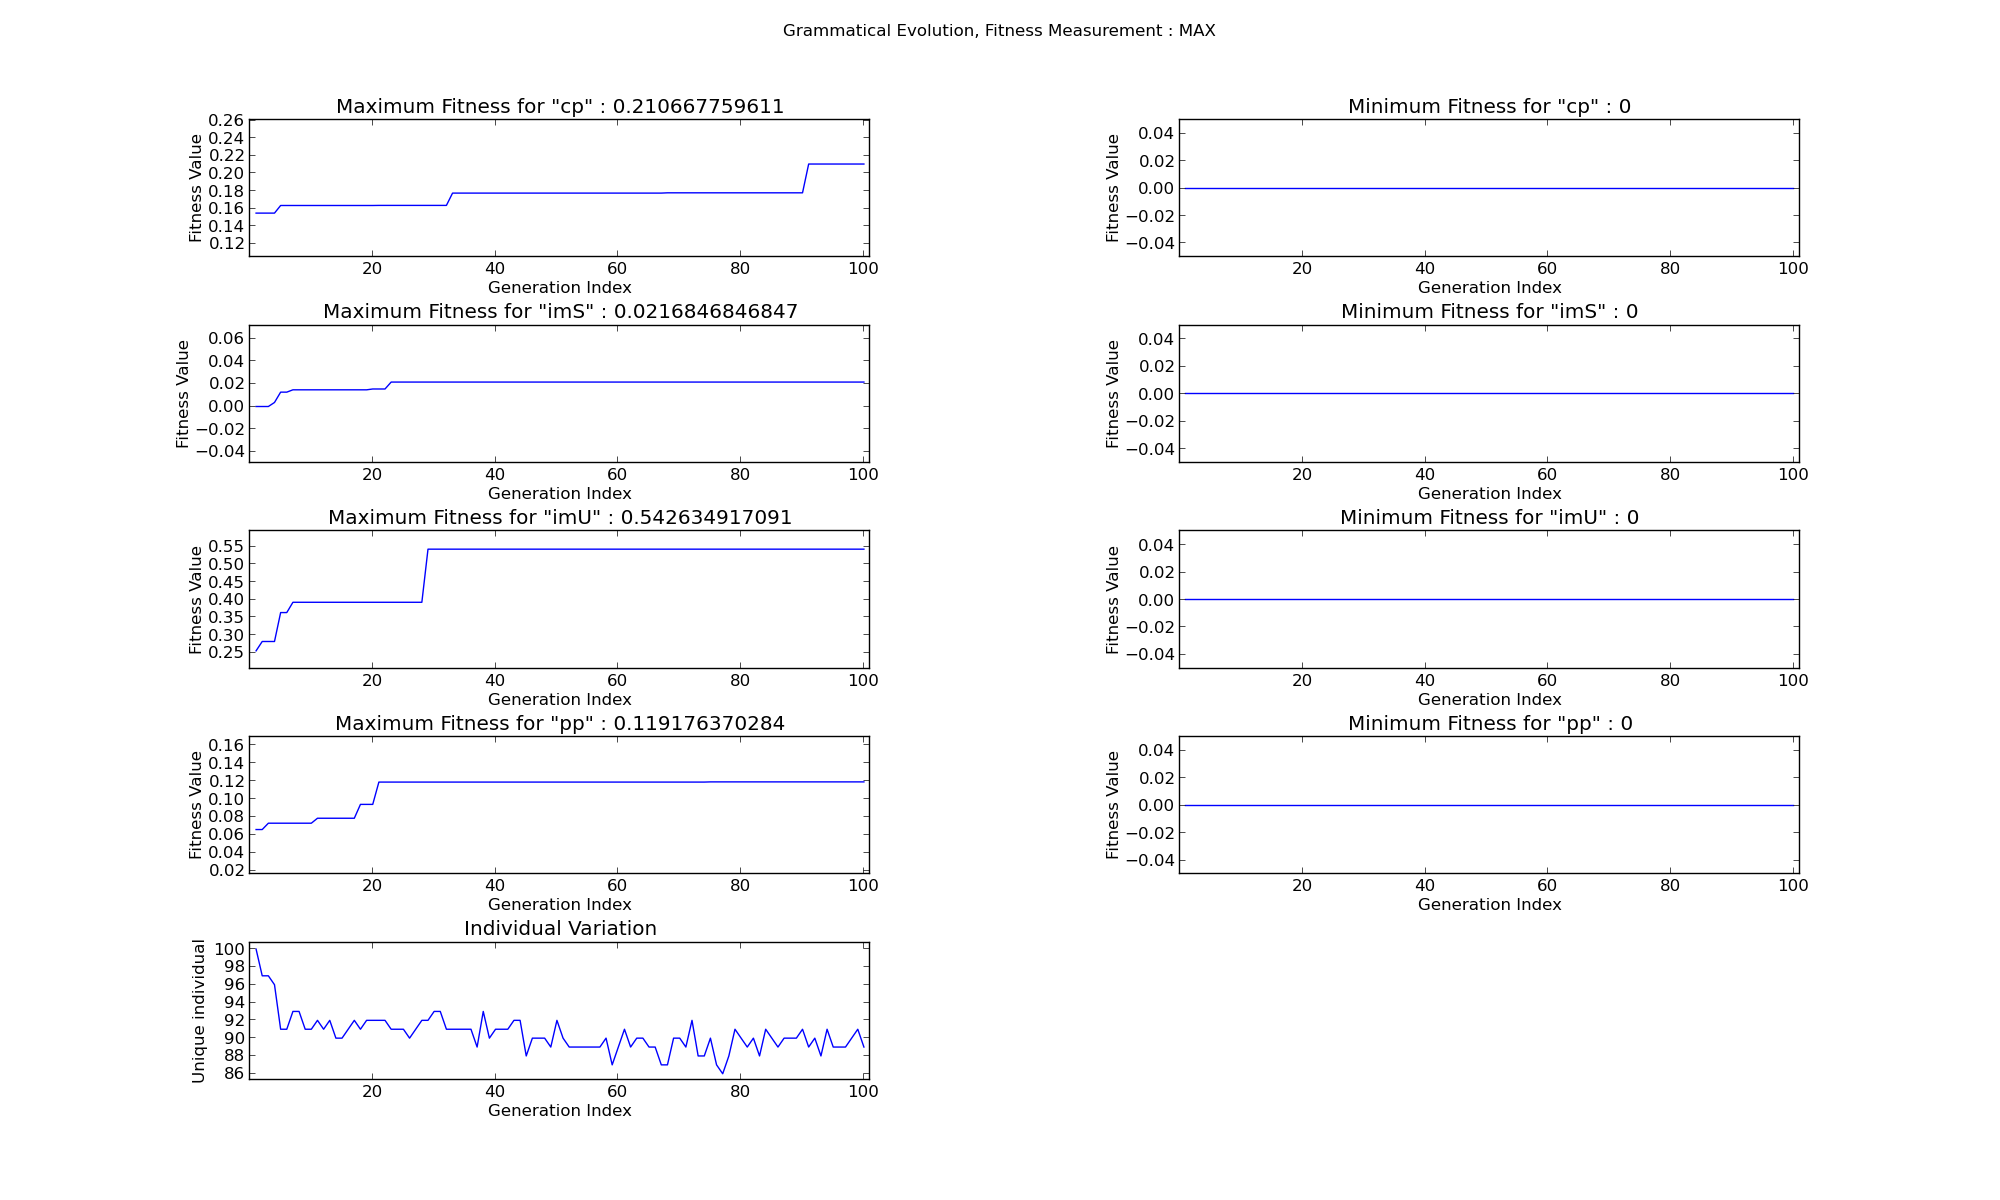 Grammatical Evolution, Fitness Measurement : MAX
Maximum Fitness for "cp" : 0.210667759611
Fitness Value
0.26
0.24
0.22
0.20
0.18
0.16
0.14
0.12
20 40 60 80 100
Generation Index
Minimum Fitness for "cp" : 0
Fitness Value
0.04
0.02
0.00
−0.02
−0.04
20 40 60 80 100
Generation Index
Maximum Fitness for "imS" : 0.0216846846847
Fitness Value
0.06
0.04
0.02
0.00
−0.02
−0.04
20 40 60 80 100
Generation Index
Minimum Fitness for "imS" : 0
Fitness Value
0.04
0.02
0.00
−0.02
−0.04
20 40 60 80 100
Generation Index
Maximum Fitness for "imU" : 0.542634917091
Fitness Value
0.55
0.50
0.45
0.40
0.35
0.30
0.25
20 40 60 80 100
Generation Index
Minimum Fitness for "imU" : 0
Fitness Value
0.04
0.02
0.00
−0.02
−0.04
20 40 60 80 100
Generation Index
Maximum Fitness for "pp" : 0.119176370284
Fitness Value
0.16
0.14
0.12
0.10
0.08
0.06
0.04
0.02
20 40 60 80 100
Generation Index
Minimum Fitness for "pp" : 0
Fitness Value
0.04
0.02
0.00
−0.02
−0.04
20 40 60 80 100
Generation Index
Individual Variation
Unique individual
100
98
96
94
92
90
88
86
20 40 60 80 100
Generation Index